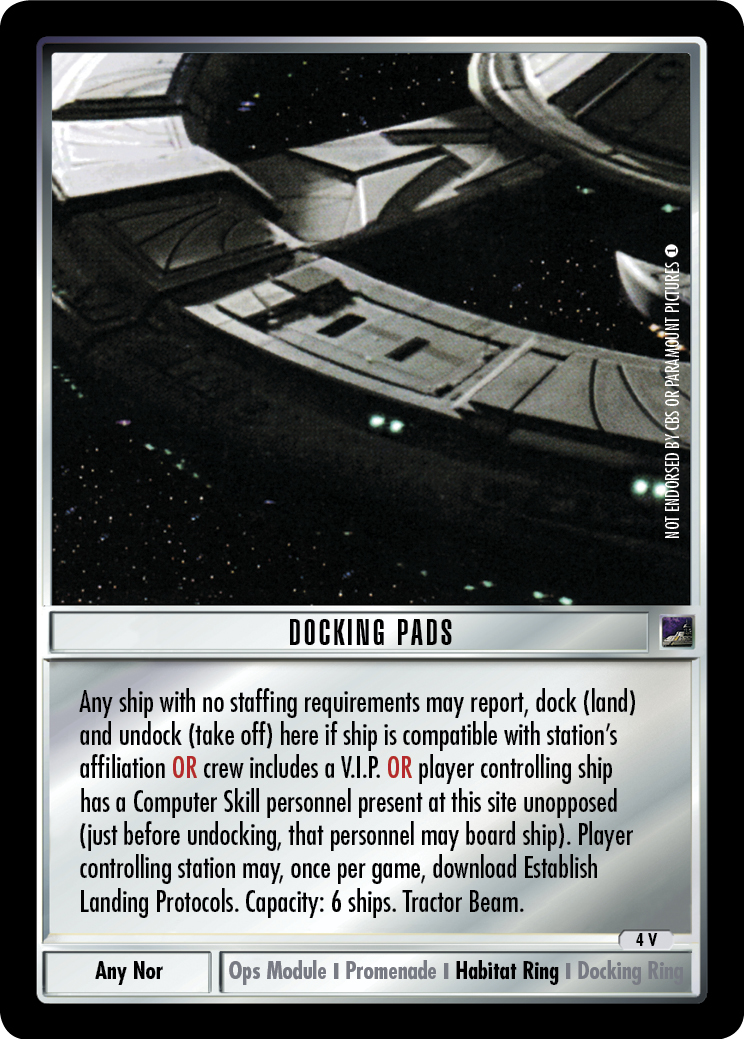 NOT ENDORSED BY CBS OR PARAMOUNT PICTURES 1
DOCKING PADS
Any ship with no staffing requirements may report, dock (land)
and undock (take off) here if ship is compatible with station's
affiliation OR crew includes a V.I.P. OR player controlling ship
has a Computer Skill personnel present at this site unopposed
(just before undocking, that personnel may board ship). Player
controlling station may, once per game, download Establish
Landing Protocols. Capacity: 6 ships. Tractor Beam.
4 V
Any Nor
Ops Module I Promenade I Habitat Ring I Docking Ring